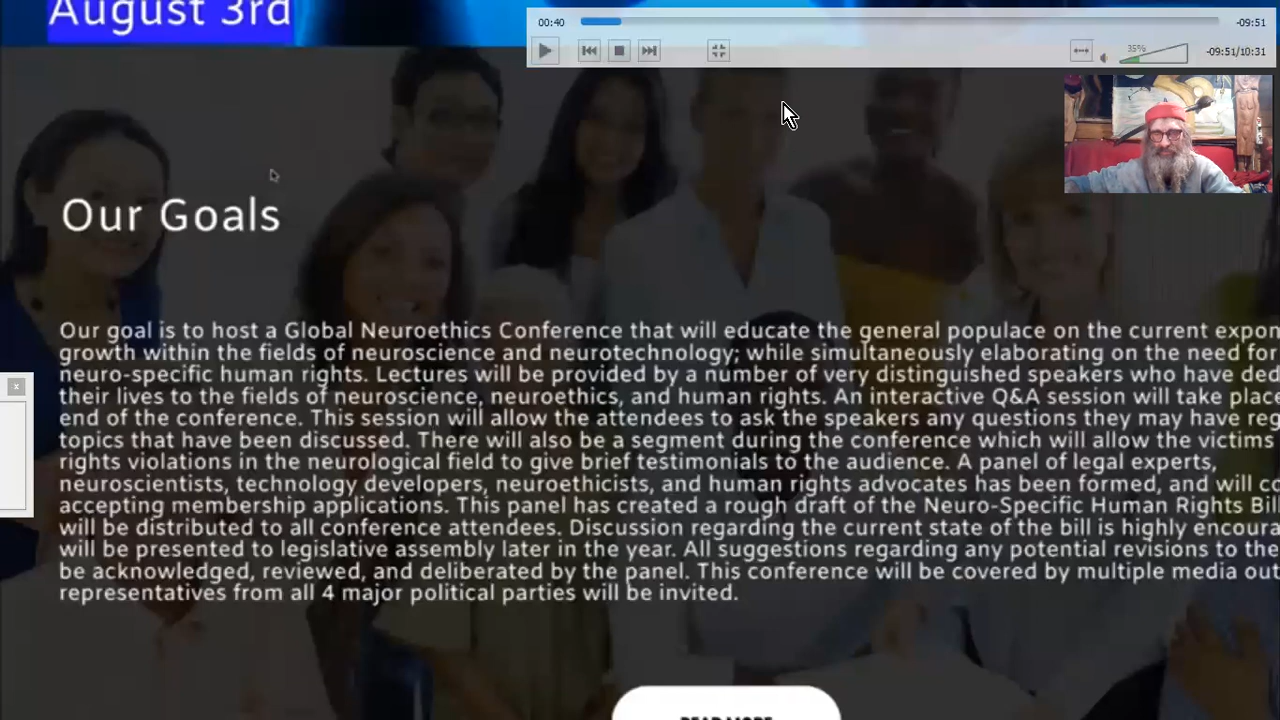 August 3rd
00:40
-09:51
35%
-09:51/10:31
Our Goals
Our goal is to host a Global Neuroethics Conference that will educate the general populace on the current expon
growth within the fields of neuroscience and neurotechnology; while simultaneously elaborating on the need for
neuro-specific human rights. Lectures will be provided by a number of very distinguished speakers who have ded
their lives to the fields of neuroscience, neuroethics, and human rights. An interactive Q&A session will take place
end of the conference. This session will allow the attendees to ask the speakers any questions they may have reg
topics that have been discussed. There will also be a segment during the conference which will allow the victims
rights violations in the neurological field to give brief testimonials to the audience. A panel of legal experts,
neuroscientists, technology developers, neuroethicists, and human rights advocates has been formed, and will co
accepting membership applications. This panel has created a rough draft of the Neuro-Specific Human Rights Bill
will be distributed to all conference attendees. Discussion regarding the current state of the bill is highly encoura
will be presented to legislative assembly later in the year. All suggestions regarding any potential revisions to the
be acknowledged, reviewed, and deliberated by the panel. This conference will be covered by multiple media out
representatives from all 4 major political parties will be invited.
READ MORE